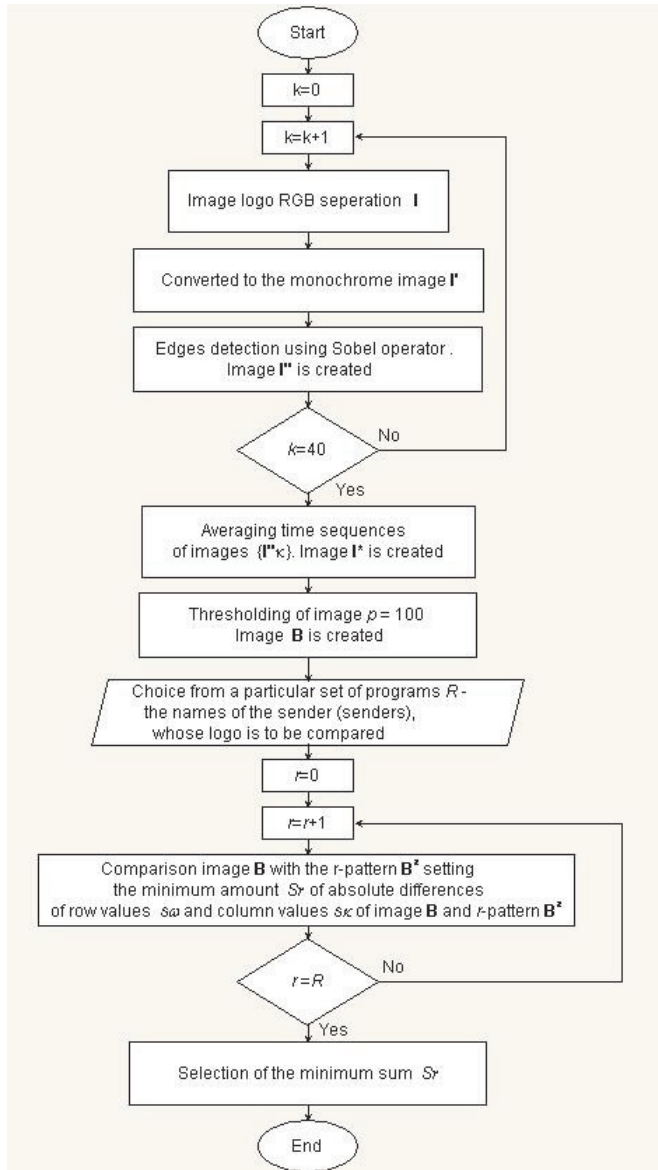 Start
k=0
k=k+1
Image logo RGB seperation I
Converted to the monochrome image I'
Edges detection using Sobel operator .
Image I" is created
k=40
No
Yes
Averaging time sequences
of images {I"κ}. Image I* is created
Thresholding of image p = 100
Image B is created
Choice from a particular set of programs R -
the names of the sender (senders),
whose logo is to be compared
r=0
r=r+1
Comparison image B with the r-pattern B² setting
the minimum amount Sr of absolute differences
of row values sω and column values sκ of image B and r-pattern B²
r=R
No
Yes
Selection of the minimum sum Sr
End